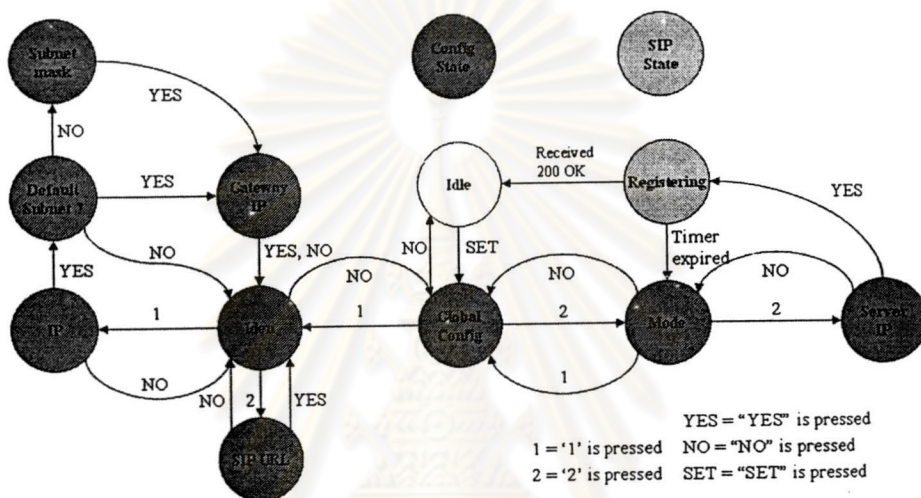 Subnet
mask
Config
State
SIP
State
YES
NO
Default
Subnet ?
YES
Gateway
IP
Idle
Received
200 OK
Registering
YES
NO
YES, NO
NO
NO
SET
NO
Timer
expired
NO
YES
IP
1
Iden
1
Global
Config
2
Mode
2
Server
IP
NO
NO
2
YES
1
SIP URL
YES = “YES” is pressed
1 = ‘1’ is pressed NO = “NO” is pressed
2 = ‘2’ is pressed SET = “SET” is pressed